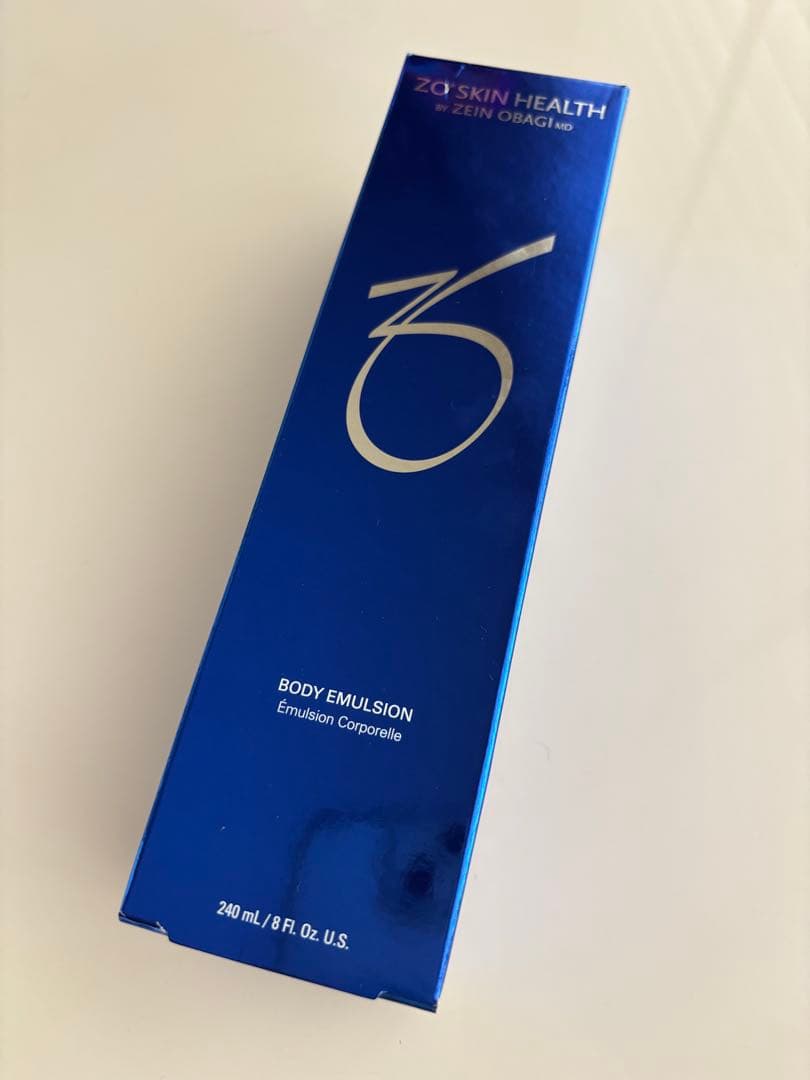 ZO® SKIN HEALTH
BY ZEIN OBAGI MD
BODY EMULSION
Émulsion Corporelle
240 mL / 8 Fl. Oz. U.S.